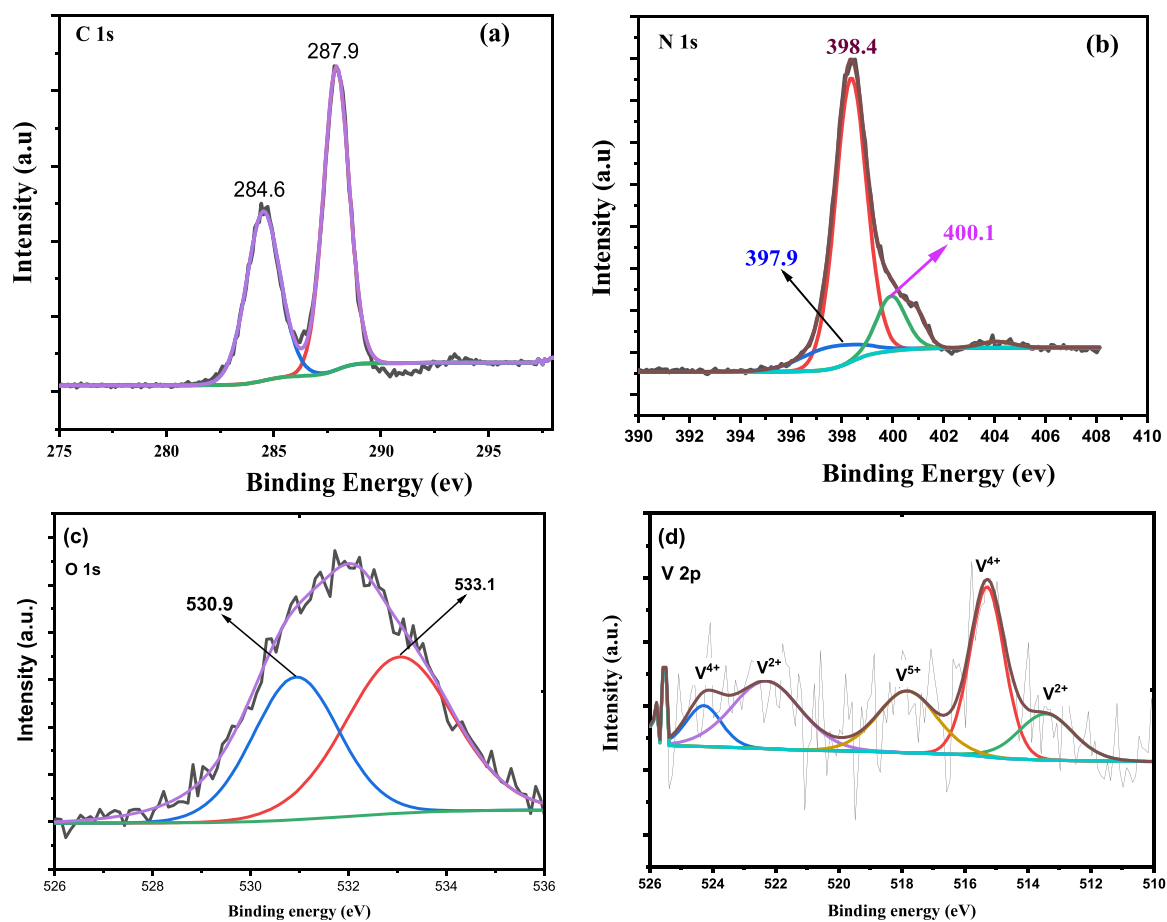 C 1s
(a)
284.6
287.9
Intensity (a.u)
275 280 285 290 295
Binding Energy (ev)
N 1s
(b)
398.4
397.9
400.1
Intensity (a.u)
390 392 394 396 398 400 402 404 406 408 410
Binding Energy (ev)
(c)
O 1s
530.9
533.1
Intensity (a.u.)
526 528 530 532 534 536
Binding energy (eV)
(d)
V 2p
V⁴⁺
V²⁺
V⁵⁺
V⁴⁺
V²⁺
Intensity (a.u.)
526 524 522 520 518 516 514 512 510
Binding energy (eV)